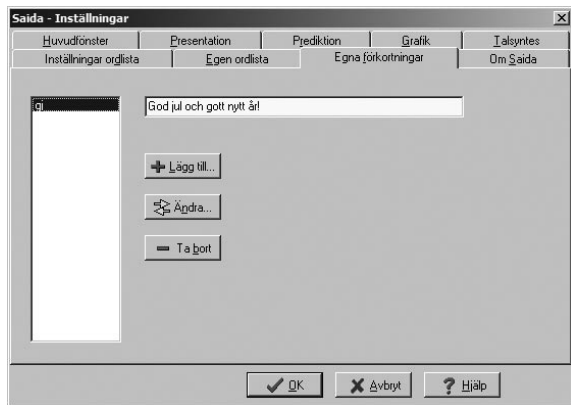 Saida - Inställningar
Huvudfönster Presentation Prediktion Grafik Talsyntes
Inställningar ordlista Egen ordlista Egna förkortningar Om Saida
gj God jul och gott nytt år!
Lägg till...
Ändra...
Ta bort
OK Avbryt Hjälp